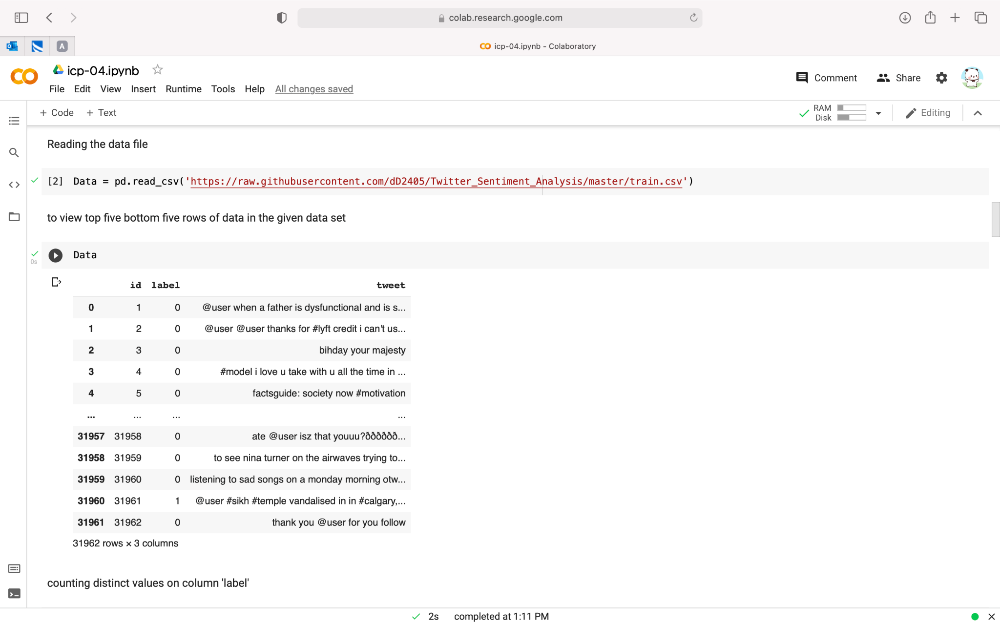 colab.research.google.com
A
icp-04.ipynb - Colaboratory
icp-04.ipynb
Comment
Share
File Edit View Insert Runtime Tools Help All changes saved
+ Code + Text
RAM
Disk
Editing
Reading the data file
[2] Data = pd.read_csv('https://raw.githubusercontent.com/dD2405/Twitter_Sentiment_Analysis/master/train.csv')
to view top five bottom five rows of data in the given data set
Data
0s
id label tweet
0 1 0 @user when a father is dysfunctional and is s...
1 2 0 @user @user thanks for #lyft credit i can't us...
2 3 0 bihday your majesty
3 4 0 #model i love u take with u all the time in ...
4 5 0 factsguide: society now #motivation
... ... ... ...
31957 31958 0 ate @user isz that youuu?ðððððð...
31958 31959 0 to see nina turner on the airwaves trying to...
31959 31960 0 listening to sad songs on a monday morning otw...
31960 31961 1 @user #sikh #temple vandalised in in #calgary,...
31961 31962 0 thank you @user for you follow
31962 rows × 3 columns
counting distinct values on column 'label'
2s completed at 1:11 PM